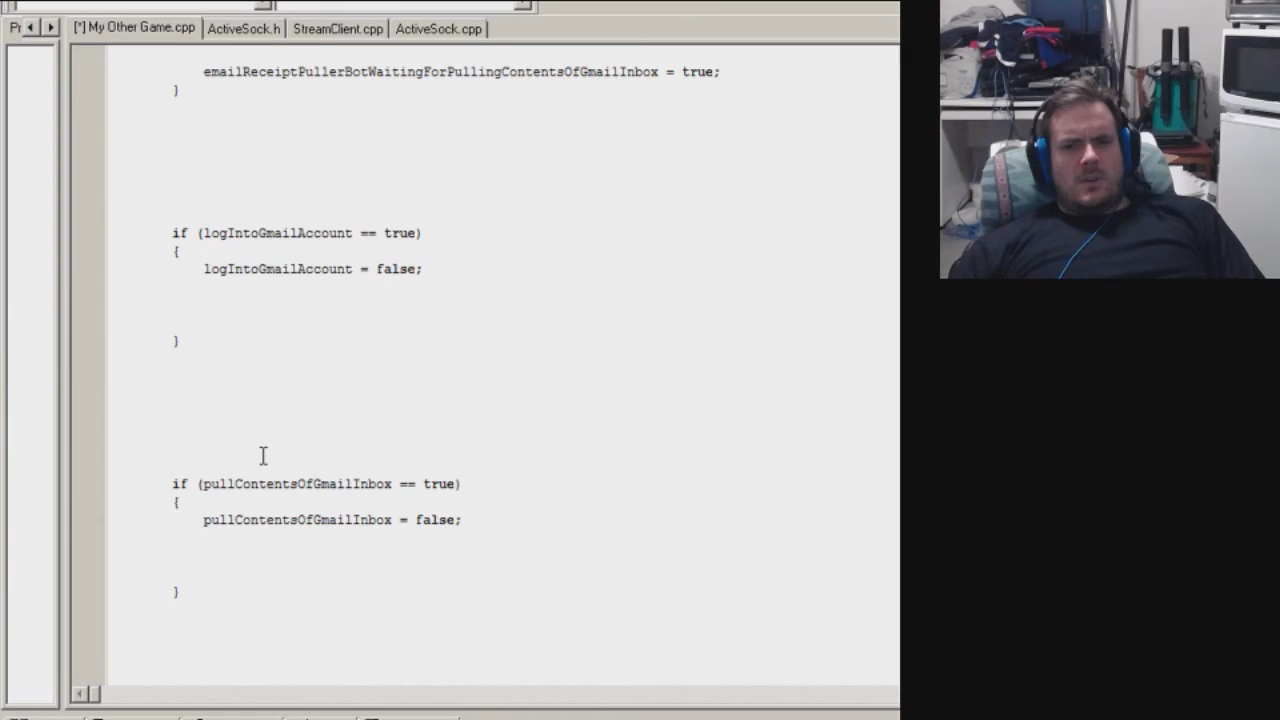 Pr
[*] My Other Game.cpp ActiveSock.h StreamClient.cpp ActiveSock.cpp
emailReceiptPullerBotWaitingForPullingContentsOfGmailInbox = true;
}
if (logIntoGmailAccount == true)
{
logIntoGmailAccount = false;
}
if (pullContentsOfGmailInbox == true)
{
pullContentsOfGmailInbox = false;
}